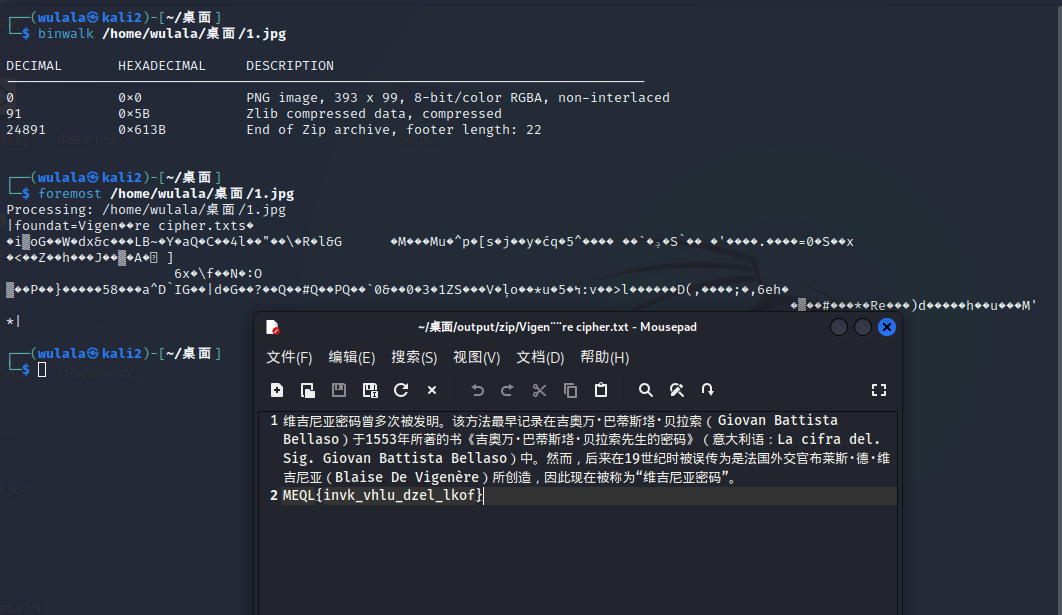 ┌──(wulala㉿kali2)-[~/桌面]
└─$ binwalk /home/wulala/桌面/1.jpg
DECIMAL HEXADECIMAL DESCRIPTION
0 0×0 PNG image, 393 x 99, 8-bit/color RGBA, non-interlaced
91 0×5B Zlib compressed data, compressed
24891 0×613B End of Zip archive, footer length: 22
┌──(wulala㉿kali2)-[~/桌面]
└─$ foremost /home/wulala/桌面/1.jpg
Processing: /home/wulala/桌面/1.jpg
|foundat=Vigen��re cipher.txts�
6x�\f��N�:O
*|
┌──(wulala㉿kali2)-[~/桌面]
└─$
~/桌面/output/zip/Vigen¨¨re cipher.txt - Mousepad
文件(F) 编辑(E) 搜索(S) 视图(V) 文档(D) 帮助(H)
1 维吉尼亚密码曾多次被发明。该方法最早记录在吉奥万·巴蒂斯塔·贝拉索（ Giovan Battista
Bellaso）于1553年所著的书《吉奥万·巴蒂斯塔·贝拉索先生的密码》（意大利语：La cifra del.
Sig. Giovan Battista Bellaso）中。然而，后来在19世纪时被误传为是法国外交官布莱斯·德·维
吉尼亚（Blaise De Vigenère）所创造，因此现在被称为“维吉尼亚密码”。
2 MEQL{invk_vhlu_dzel_lkof}